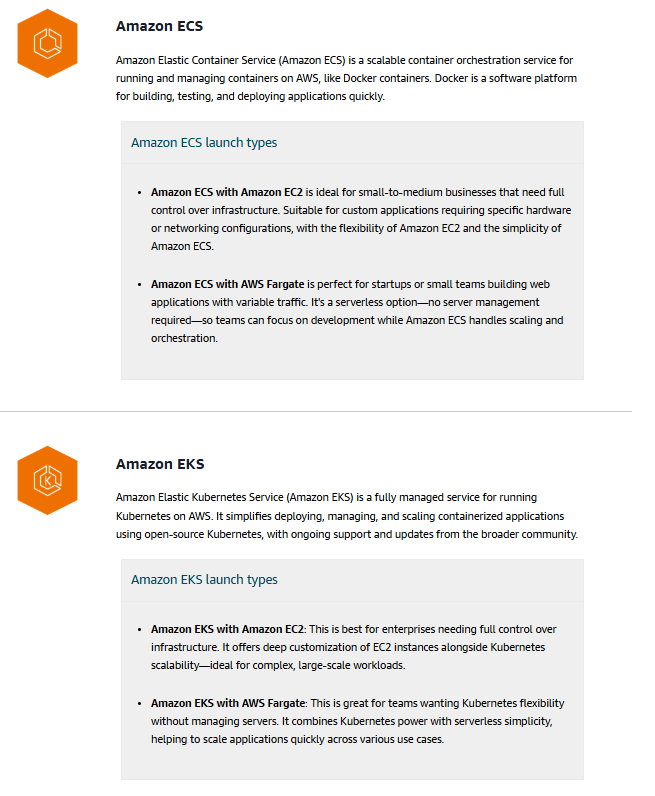 Amazon ECS
Amazon Elastic Container Service (Amazon ECS) is a scalable container orchestration service for
running and managing containers on AWS, like Docker containers. Docker is a software platform
for building, testing, and deploying applications quickly.
Amazon ECS launch types
• Amazon ECS with Amazon EC2 is ideal for small-to-medium businesses that need full
control over infrastructure. Suitable for custom applications requiring specific hardware
or networking configurations, with the flexibility of Amazon EC2 and the simplicity of
Amazon ECS.
• Amazon ECS with AWS Fargate is perfect for startups or small teams building web
applications with variable traffic. It's a serverless option—no server management
required—so teams can focus on development while Amazon ECS handles scaling and
orchestration.
K
Amazon EKS
Amazon Elastic Kubernetes Service (Amazon EKS) is a fully managed service for running
Kubernetes on AWS. It simplifies deploying, managing, and scaling containerized applications
using open-source Kubernetes, with ongoing support and updates from the broader community.
Amazon EKS launch types
• Amazon EKS with Amazon EC2: This is best for enterprises needing full control over
infrastructure. It offers deep customization of EC2 instances alongside Kubernetes
scalability—ideal for complex, large-scale workloads.
• Amazon EKS with AWS Fargate: This is great for teams wanting Kubernetes flexibility
without managing servers. It combines Kubernetes power with serverless simplicity,
helping to scale applications quickly across various use cases.